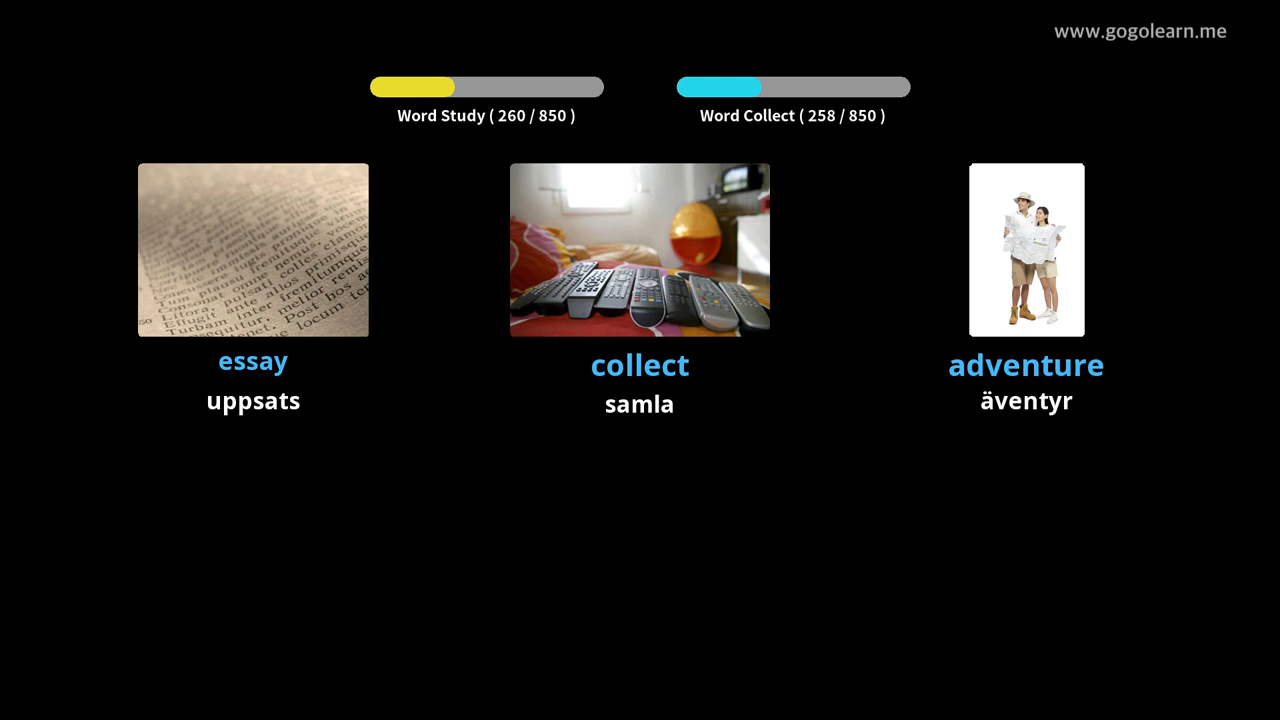 www.gogolearn.me
Word Study ( 260 / 850 )
Word Collect ( 258 / 850 )
essay
collect
adventure
uppsats
samla
äventyr